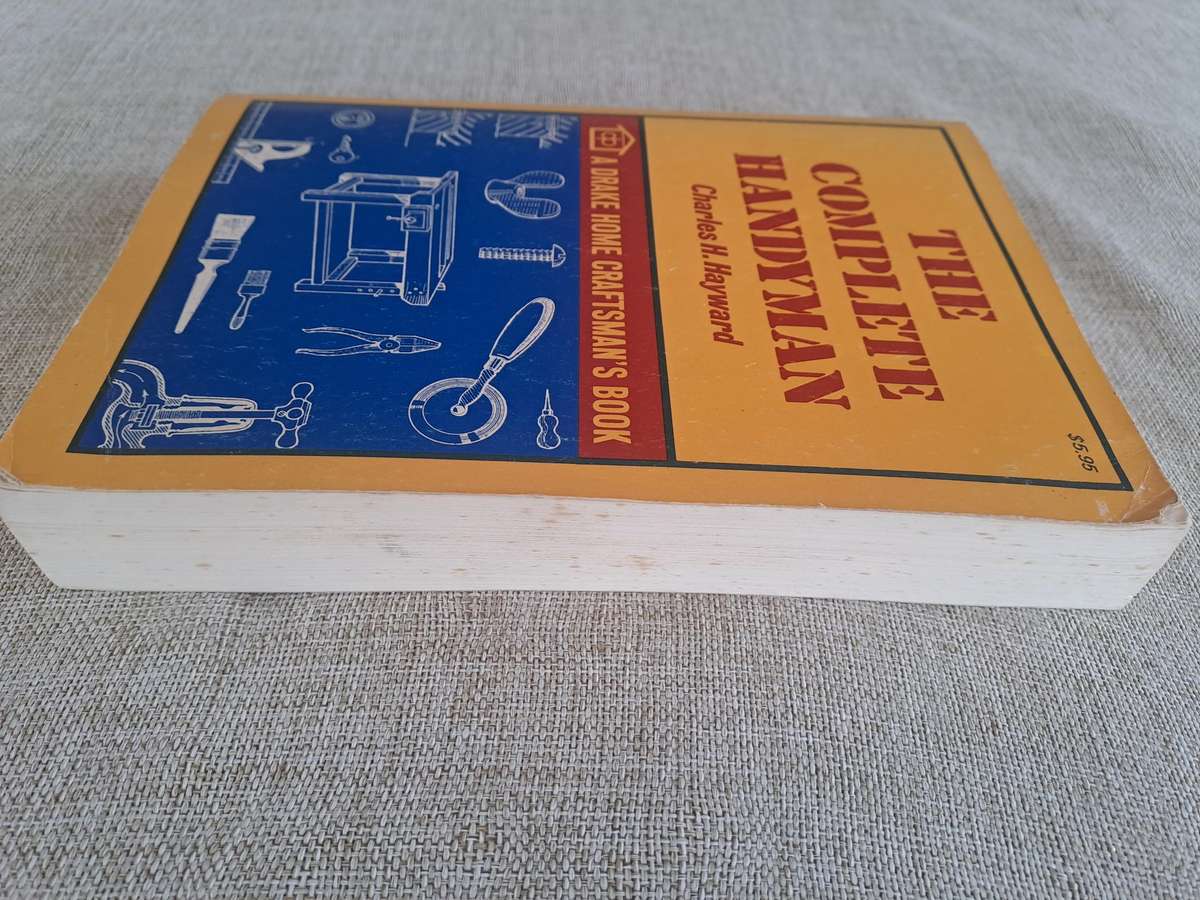 $5.95
THE
COMPLETE
HANDYMAN
Charles H. Hayward
A DRAKE HOME CRAFTSMAN'S BOOK